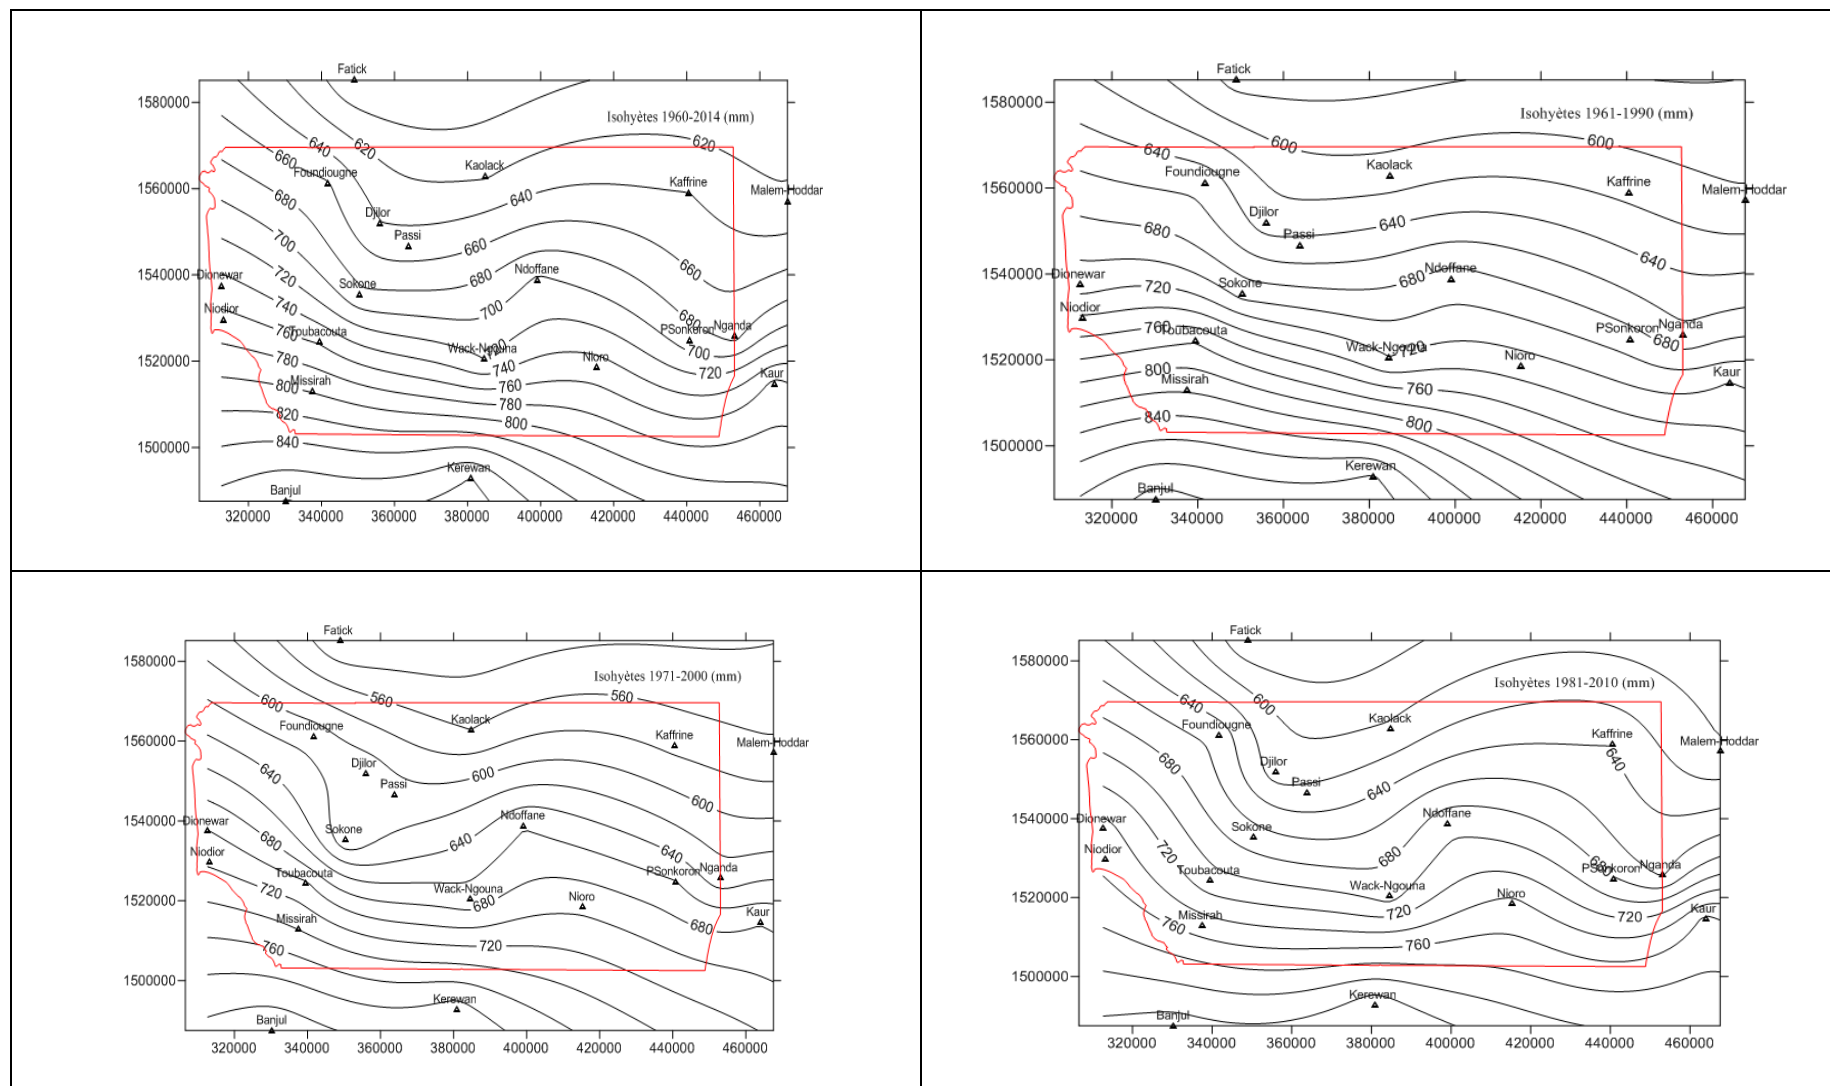 Fatick
1580000
Isohyètes 1960-2014 (mm)
620
640
620
660
Kaolack
Foundiougne
1560000
Kaffrine
Malem-Hoddar
680
640
Djilor
Passi
700
660
660
1540000
Dionewar
720
Sokone
680
Ndoffane
Niodior
740
700
680
760
Toubacouta
PSonkoron
Nganda
1520000
780
Wack-Ngouna
720
700
740
Nioro
720
Kaur
800
Missirah
760
780
820
800
1500000
840
Kerewan
Banjul
320000 340000 360000 380000 400000 420000 440000 460000
Fatick
1580000
Isohyètes 1961-1990 (mm)
600
600
640
Kaolack
Foundiougne
1560000
Kaffrine
Malem-Hoddar
Djilor
640
680
Passi
640
1540000
Dionewar
720
Sokone
680
Ndoffane
Niodior
760
Toubacouta
PSonkoron
Nganda
680
1520000
Wack-Ngouna
720
Nioro
800
Missirah
760
Kaur
840
800
1500000
Kerewan
Banjul
320000 340000 360000 380000 400000 420000 440000 460000
Fatick
1580000
Isohyètes 1971-2000 (mm)
600
560
560
Foundiougne
Kaolack
1560000
Kaffrine
Malem-Hoddar
640
Djilor
600
Passi
600
1540000
Dionewar
680
Sokone
640
Ndoffane
Niodior
640
Toubacouta
PSonkoron
Nganda
1520000
720
Wack-Ngouna
680
Nioro
680
Kaur
Missirah
760
720
1500000
Kerewan
Banjul
320000 340000 360000 380000 400000 420000 440000 460000
Fatick
1580000
Isohyètes 1981-2010 (mm)
640
600
Foundiougne
Kaolack
1560000
Kaffrine
Malem-Hoddar
680
Djilor
640
Passi
640
1540000
Dionewar
Sokone
Ndoffane
Niodior
720
680
680
Toubacouta
PSonkoron
Nganda
1520000
Wack-Ngouna
Nioro
Missirah
720
720
Kaur
760
760
1500000
Kerewan
Banjul
320000 340000 360000 380000 400000 420000 440000 460000